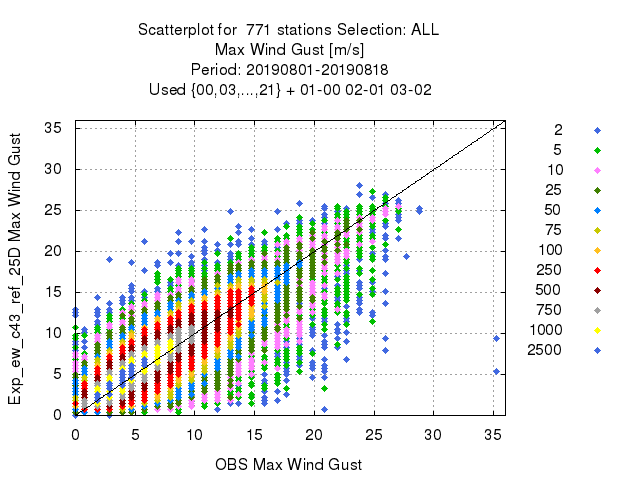 Scatterplot for 771 stations Selection: ALL
Max Wind Gust [m/s]
Period: 20190801-20190818
Used {00,03,...,21} + 01-00 02-01 03-02
Exp_ew_c43_ref_25D Max Wind Gust
35
30
25
20
15
10
5
0
0 5 10 15 20 25 30 35
OBS Max Wind Gust
2
5
10
25
50
75
100
250
500
750
1000
2500